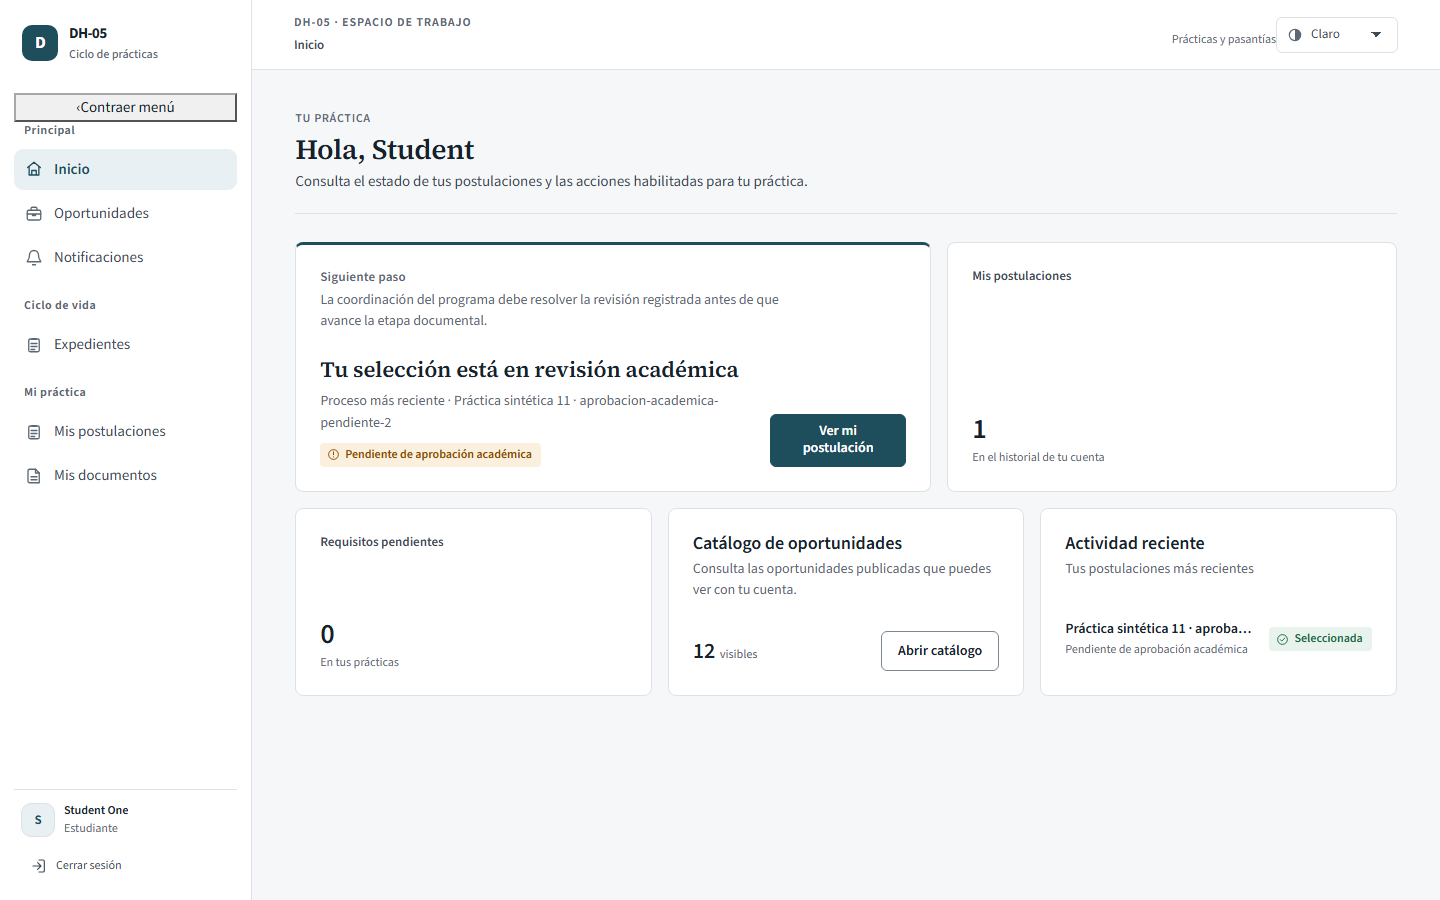 D
DH-05
Ciclo de prácticas
‹Contraer menú
Principal
Inicio
Oportunidades
Notificaciones
Ciclo de vida
Expedientes
Mi práctica
Mis postulaciones
Mis documentos
S
Student One
Estudiante
Cerrar sesión
DH-05 · ESPACIO DE TRABAJO
Inicio
Prácticas y pasantías
Claro
TU PRÁCTICA
Hola, Student
Consulta el estado de tus postulaciones y las acciones habilitadas para tu práctica.
Siguiente paso
La coordinación del programa debe resolver la revisión registrada antes de que
avance la etapa documental.
Tu selección está en revisión académica
Proceso más reciente · Práctica sintética 11 · aprobacion-academica-
pendiente-2
Pendiente de aprobación académica
Ver mi
postulación
Mis postulaciones
1
En el historial de tu cuenta
Requisitos pendientes
0
En tus prácticas
Catálogo de oportunidades
Consulta las oportunidades publicadas que puedes
ver con tu cuenta.
12 visibles
Abrir catálogo
Actividad reciente
Tus postulaciones más recientes
Práctica sintética 11 · aproba…
Pendiente de aprobación académica
Seleccionada